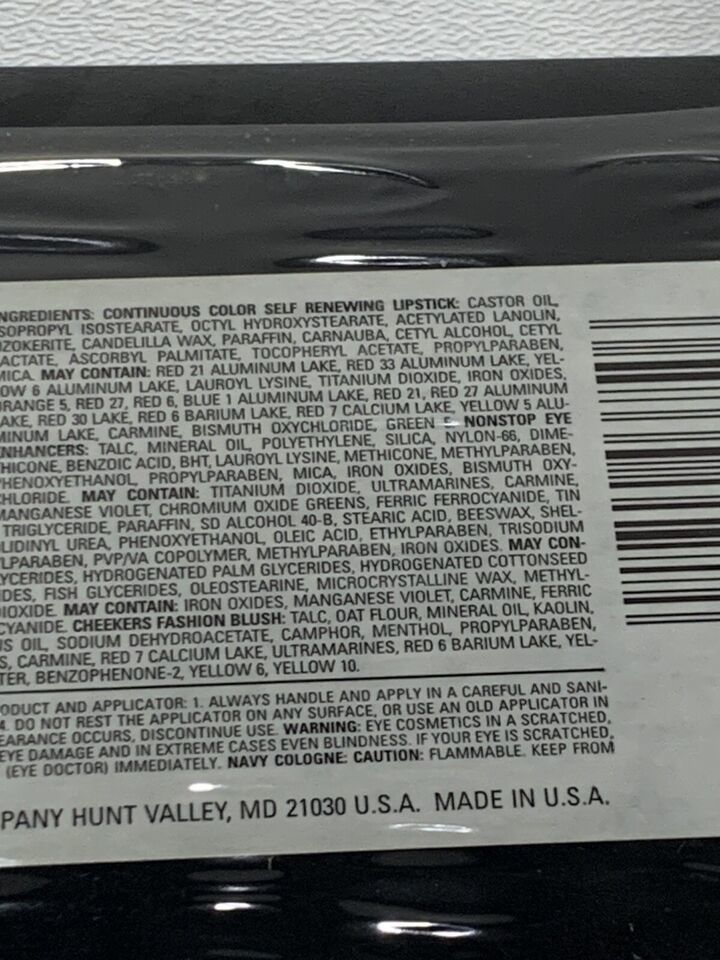 NGREDIENTS: CONTINUOUS COLOR SELF RENEWING LIPSTICK: CASTOR OIL,
SOPROPYL ISOSTEARATE, OCTYL HYDROXYSTEARATE, ACETYLATED LANOLIN,
ZOKERITE, CANDELILLA WAX, PARAFFIN, CARNAUBA, CETYL ALCOHOL, CETYL
ACTATE, ASCORBYL PALMITATE, TOCOPHERYL ACETATE, PROPYLPARABEN,
MICA. MAY CONTAIN: RED 21 ALUMINUM LAKE, RED 33 ALUMINUM LAKE, YEL-
OW 6 ALUMINUM LAKE, LAUROYL LYSINE, TITANIUM DIOXIDE, IRON OXIDES,
RANGE 5, RED 27, RED 6, BLUE 1 ALUMINUM LAKE, RED 21, RED 27 ALUMINUM
AKE, RED 30 LAKE, RED 6 BARIUM LAKE, RED 7 CALCIUM LAKE, YELLOW 5 ALU-
MINUM LAKE, CARMINE, BISMUTH OXYCHLORIDE, GREEN NONSTOP EYE
ENHANCERS: TALC, MINERAL OIL, POLYETHYLENE, SILICA, NYLON-66, DIME-
THICONE, BENZOIC ACID, BHT, LAUROYL LYSINE, METHICONE, METHYLPARABEN,
PHENOXYETHANOL, PROPYLPARABEN, MICA, IRON OXIDES, BISMUTH OXY-
CHLORIDE. MAY CONTAIN: TITANIUM DIOXIDE, ULTRAMARINES, CARMINE,
MANGANESE VIOLET, CHROMIUM OXIDE GREENS, FERRIC FERROCYANIDE, TIN
TRIGLYCERIDE, PARAFFIN, SD ALCOHOL 40-B, STEARIC ACID, BEESWAX, SHEL-
LIDINYL UREA, PHENOXYETHANOL, OLEIC ACID, ETHYLPARABEN, TRISODIUM
YLPARABEN, PVP/VA COPOLYMER, METHYLPARABEN, IRON OXIDES. MAY CON-
YCERIDES, HYDROGENATED PALM GLYCERIDES, HYDROGENATED COTTONSEED
DES, FISH GLYCERIDES, OLEOSTEARINE, MICROCRYSTALLINE WAX, METHYL-
DIOXIDE. MAY CONTAIN: IRON OXIDES, MANGANESE VIOLET, CARMINE, FERRIC
CYANIDE. CHEEKERS FASHION BLUSH: TALC, OAT FLOUR, MINERAL OIL, KAOLIN,
US OIL, SODIUM DEHYDROACETATE, CAMPHOR, MENTHOL, PROPYLPARABEN,
S, CARMINE, RED 7 CALCIUM LAKE, ULTRAMARINES, RED 6 BARIUM LAKE, YEL-
TER, BENZOPHENONE-2, YELLOW 6, YELLOW 10.
ODUCT AND APPLICATOR: 1. ALWAYS HANDLE AND APPLY IN A CAREFUL AND SANI-
4. DO NOT REST THE APPLICATOR ON ANY SURFACE, OR USE AN OLD APPLICATOR IN
EARANCE OCCURS, DISCONTINUE USE. WARNING: EYE COSMETICS IN A SCRATCHED,
EYE DAMAGE AND IN EXTREME CASES EVEN BLINDNESS. IF YOUR EYE IS SCRATCHED,
(EYE DOCTOR) IMMEDIATELY. NAVY COLOGNE: CAUTION: FLAMMABLE. KEEP FROM
PANY HUNT VALLEY, MD 21030 U.S.A. MADE IN U.S.A.